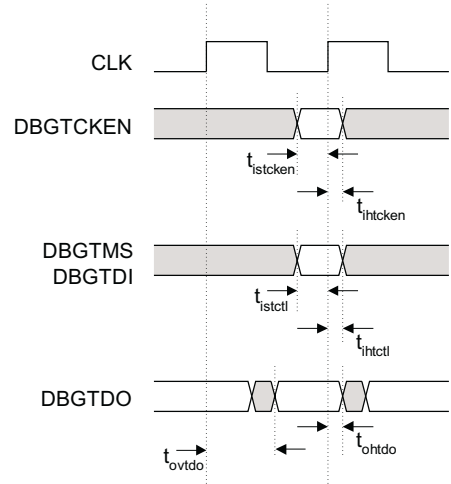 CLK
DBGTCKEN
tistcken
tihtcken
DBGTMS
DBGTDI
tistctl
tihtctl
DBGTDO
tovtdo
tohtdo